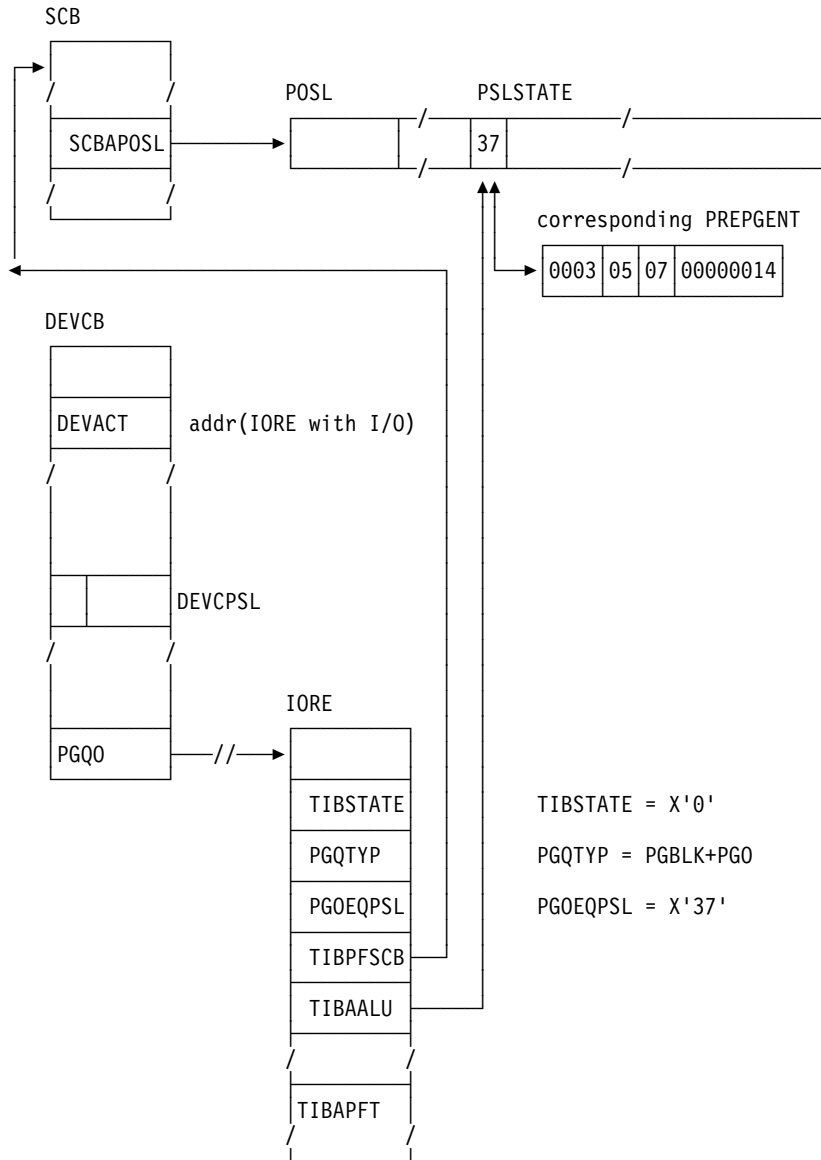 SCB
POSL PSLSTATE
SCBAPOSL
37
corresponding PREPGENT
0003 05 07 00000014
DEVCB
DEVACT addr(IORE with I/O)
DEVCPSL
IORE
PGQO
TIBSTATE TIBSTATE = X'0'
PGQTYP PGQTYP = PGBLK+PGO
PGOEQPSL PGOEQPSL = X'37'
TIBPFSCB
TIBAALU
TIBAPFT